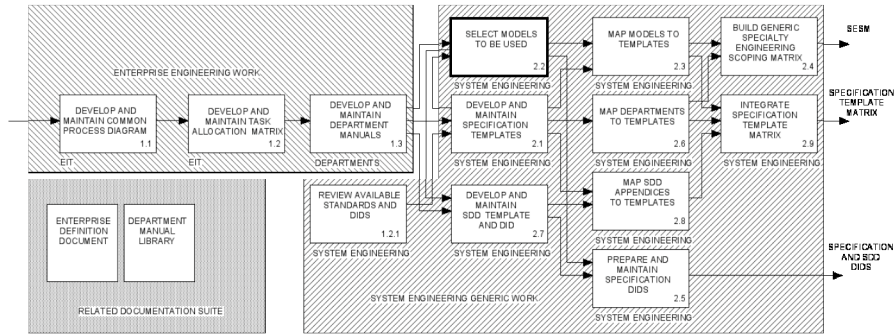 ENTERPRISE ENGINEERING WORK
DEVELOP AND
MAINTAIN COMMON
PROCESS DIAGRAM
1.1
EIT
DEVELOP AND
MAINTAIN TASK
ALLOCATION MATRIX
1.2
EIT
DEVELOP AND
MAINTAIN
DEPARTMENT
MANUALS
1.3
DEPARTMENTS
SELECT MODELS
TO BE USED
2.2
SYSTEM ENGINEERING
MAP MODELS TO
TEMPLATES
2.3
SYSTEM ENGINEERING
BUILD GENERIC
SPECIALTY
ENGINEERING
SCOPING MATRIX
2.4
SYSTEM ENGINEERING
SESM
DEVELOP AND
MAINTAIN
SPECIFICATION
TEMPLATES
2.1
SYSTEM ENGINEERING
MAP DEPARTMENTS
TO TEMPLATES
2.6
SYSTEM ENGINEERING
INTEGRATE
SPECIFICATION
TEMPLATE
MATRIX
2.9
SYSTEM ENGINEERING
SPECIFICATION
TEMPLATE
MATRIX
REVIEW AVAILABLE
STANDARDS AND
DIDS
1.2.1
SYSTEM ENGINEERING
DEVELOP AND
MAINTAIN
SDD TEMPLATE
AND DID
2.7
SYSTEM ENGINEERING
MAP SDD
APPENDICES
TO TEMPLATES
2.8
SYSTEM ENGINEERING
PREPARE AND
MAINTAIN
SPECIFICATION
DIDS
2.5
SYSTEM ENGINEERING
SPECIFICATION
AND SDD
DIDS
SYSTEM ENGINEERING GENERIC WORK
ENTERPRISE
DEFINITION
DOCUMENT
DEPARTMENT
MANUAL
LIBRARY
RELATED DOCUMENTATION SUITE